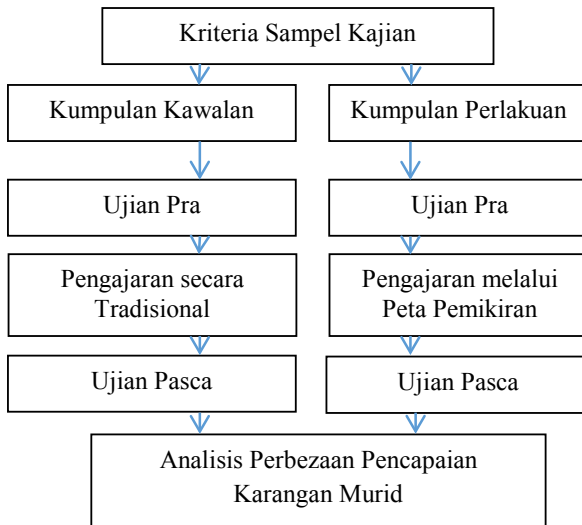 Kriteria Sampel Kajian
Kumpulan Kawalan
Kumpulan Perlakuan
Ujian Pra
Ujian Pra
Pengajaran secara
Tradisional
Pengajaran melalui
Peta Pemikiran
Ujian Pasca
Ujian Pasca
Analisis Perbezaan Pencapaian
Karangan Murid